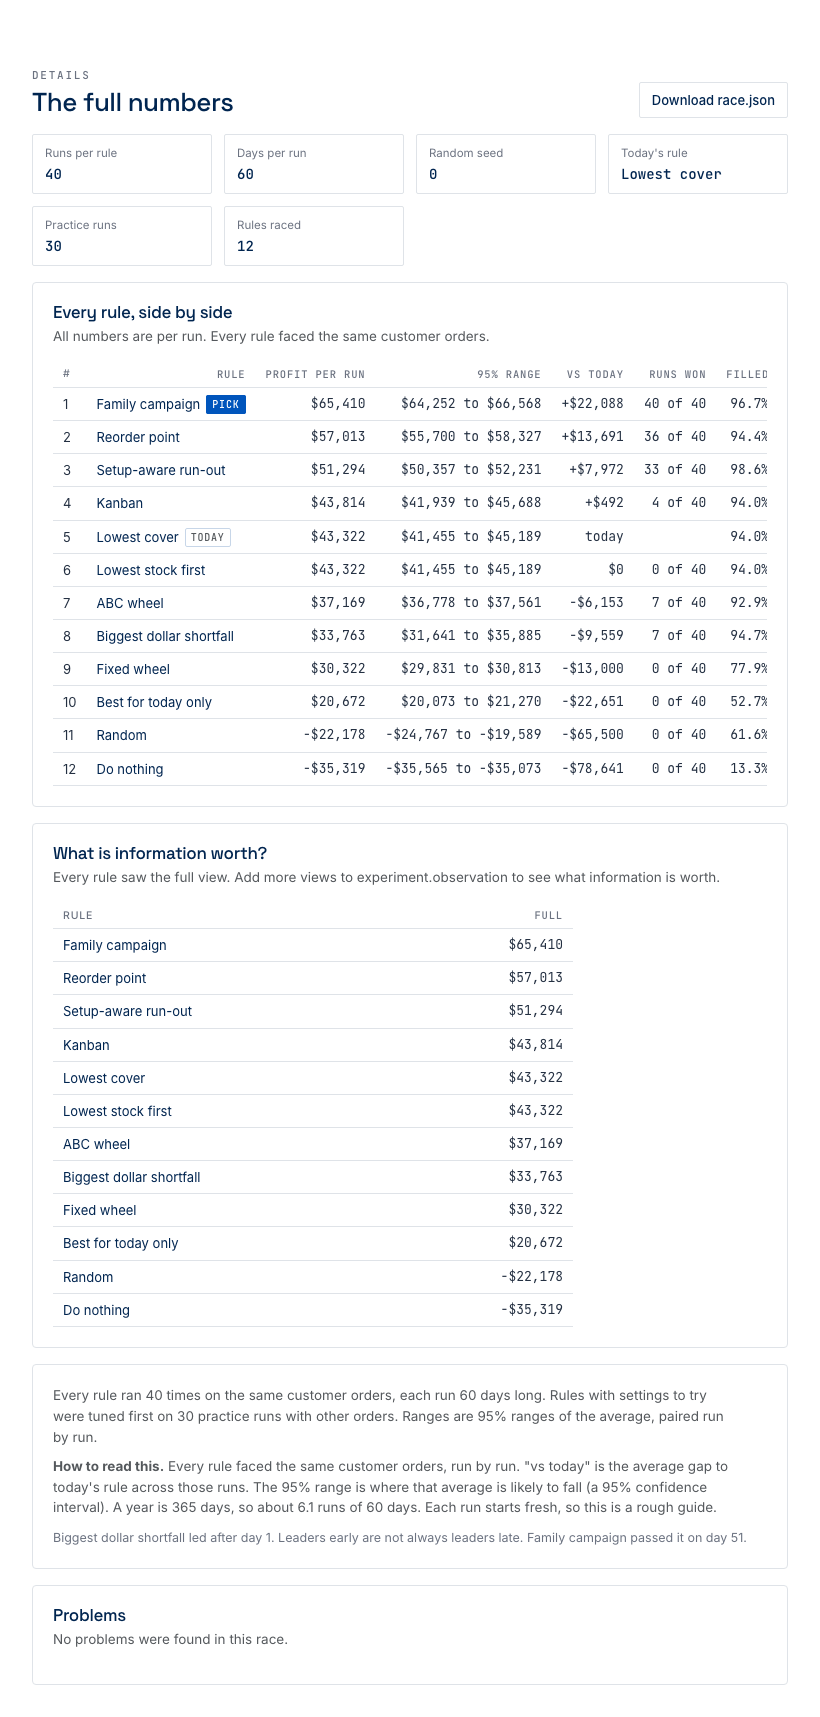 DETAILS
The full numbers
Download race.json
Runs per rule
40
Days per run
60
Random seed
0
Today's rule
Lowest cover
Practice runs
30
Rules raced
12
Every rule, side by side
All numbers are per run. Every rule faced the same customer orders.
# RULE PROFIT PER RUN 95% RANGE VS TODAY RUNS WON FILLED
1 Family campaign PICK $65,410 $64,252 to $66,568 +$22,088 40 of 40 96.7%
2 Reorder point $57,013 $55,700 to $58,327 +$13,691 36 of 40 94.4%
3 Setup-aware run-out $51,294 $50,357 to $52,231 +$7,972 33 of 40 98.6%
4 Kanban $43,814 $41,939 to $45,688 +$492 4 of 40 94.0%
5 Lowest cover TODAY $43,322 $41,455 to $45,189 today 94.0%
6 Lowest stock first $43,322 $41,455 to $45,189 $0 0 of 40 94.0%
7 ABC wheel $37,169 $36,778 to $37,561 -$6,153 7 of 40 92.9%
8 Biggest dollar shortfall $33,763 $31,641 to $35,885 -$9,559 7 of 40 94.7%
9 Fixed wheel $30,322 $29,831 to $30,813 -$13,000 0 of 40 77.9%
10 Best for today only $20,672 $20,073 to $21,270 -$22,651 0 of 40 52.7%
11 Random -$22,178 -$24,767 to -$19,589 -$65,500 0 of 40 61.6%
12 Do nothing -$35,319 -$35,565 to -$35,073 -$78,641 0 of 40 13.3%
What is information worth?
Every rule saw the full view. Add more views to experiment.observation to see what information is worth.
RULE FULL
Family campaign $65,410
Reorder point $57,013
Setup-aware run-out $51,294
Kanban $43,814
Lowest cover $43,322
Lowest stock first $43,322
ABC wheel $37,169
Biggest dollar shortfall $33,763
Fixed wheel $30,322
Best for today only $20,672
Random -$22,178
Do nothing -$35,319
Every rule ran 40 times on the same customer orders, each run 60 days long. Rules with settings to try
were tuned first on 30 practice runs with other orders. Ranges are 95% ranges of the average, paired run
by run.
How to read this. Every rule faced the same customer orders, run by run. "vs today" is the average gap to
today's rule across those runs. The 95% range is where that average is likely to fall (a 95% confidence
interval). A year is 365 days, so about 6.1 runs of 60 days. Each run starts fresh, so this is a rough guide.
Biggest dollar shortfall led after day 1. Leaders early are not always leaders late. Family campaign passed it on day 51.
Problems
No problems were found in this race.